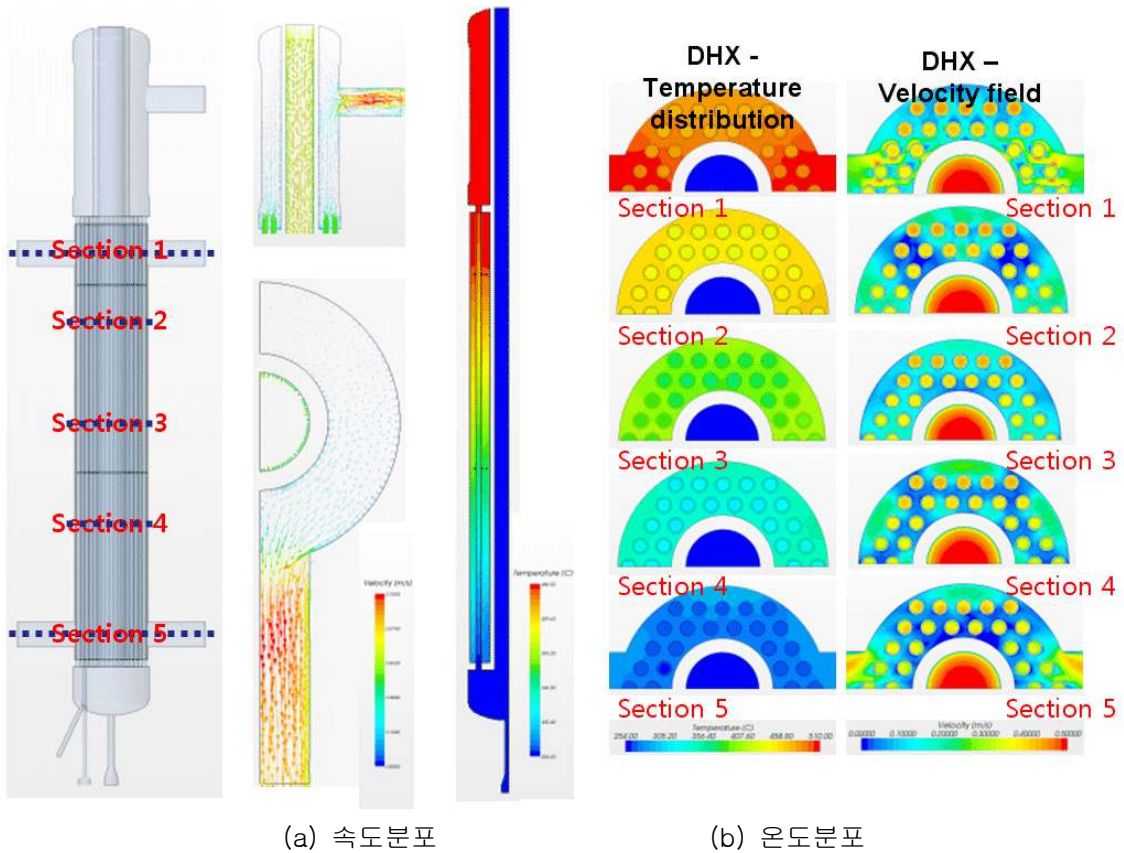 Section 1
Section 2
Section 3
Section 4
Section 5
Velocity (m/s)
Temperature (C)
DHX -
Temperature
distribution
DHX –
Velocity field
Section 1
Section 1
Section 2
Section 2
Section 3
Section 3
Section 4
Section 4
Section 5
Section 5
Temperature (C)
254.00 305.20 356.40 407.60 458.80 510.00
Velocity (m/s)
0.00000 0.10000 0.20000 0.30000 0.40000 0.50000
(a) 속도분포
(b) 온도분포